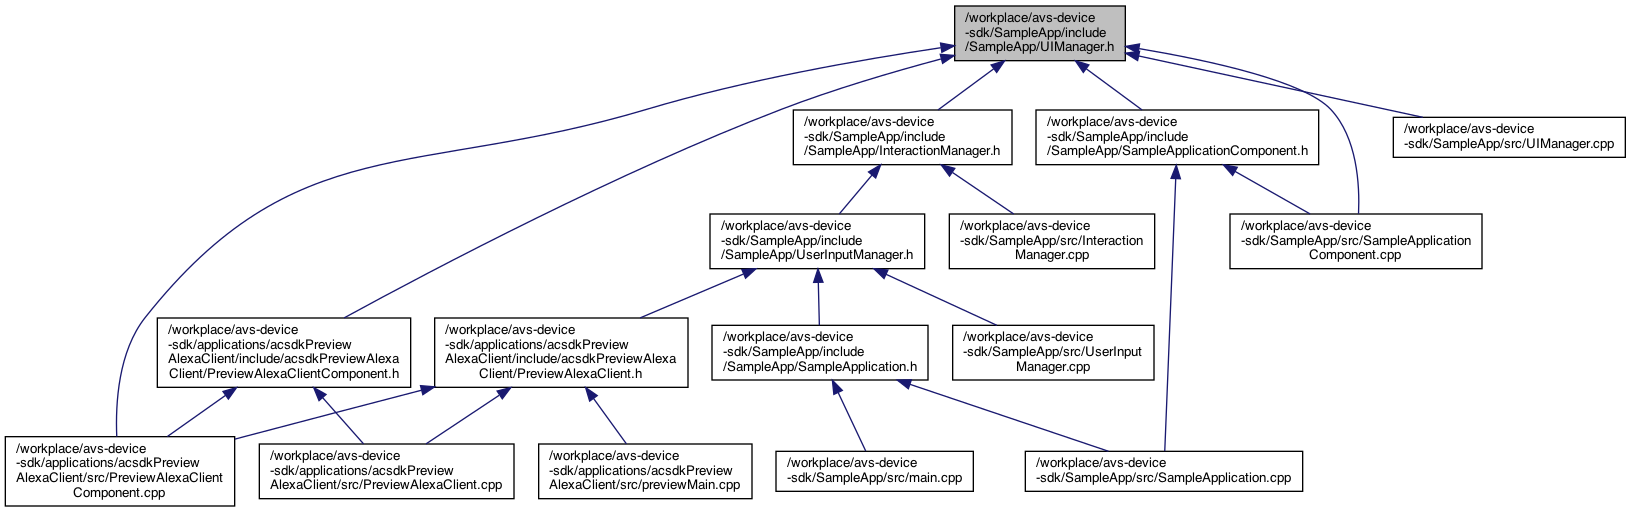 /workplace/avs-device
-sdk/SampleApp/include
/SampleApp/UIManager.h
/workplace/avs-device
-sdk/SampleApp/include
/SampleApp/InteractionManager.h
/workplace/avs-device
-sdk/SampleApp/include
/SampleApp/SampleApplicationComponent.h
/workplace/avs-device
-sdk/SampleApp/src/UIManager.cpp
/workplace/avs-device
-sdk/SampleApp/include
/SampleApp/UserInputManager.h
/workplace/avs-device
-sdk/SampleApp/src/Interaction
Manager.cpp
/workplace/avs-device
-sdk/SampleApp/src/SampleApplication
Component.cpp
/workplace/avs-device
-sdk/applications/acsdkPreview
AlexaClient/include/acsdkPreviewAlexa
Client/PreviewAlexaClientComponent.h
/workplace/avs-device
-sdk/applications/acsdkPreview
AlexaClient/include/acsdkPreviewAlexa
Client/PreviewAlexaClient.h
/workplace/avs-device
-sdk/SampleApp/include
/SampleApp/SampleApplication.h
/workplace/avs-device
-sdk/SampleApp/src/UserInput
Manager.cpp
/workplace/avs-device
-sdk/applications/acsdkPreview
AlexaClient/src/PreviewAlexaClient
Component.cpp
/workplace/avs-device
-sdk/applications/acsdkPreview
AlexaClient/src/PreviewAlexaClient.cpp
/workplace/avs-device
-sdk/applications/acsdkPreview
AlexaClient/src/previewMain.cpp
/workplace/avs-device
-sdk/SampleApp/src/main.cpp
/workplace/avs-device
-sdk/SampleApp/src/SampleApplication.cpp